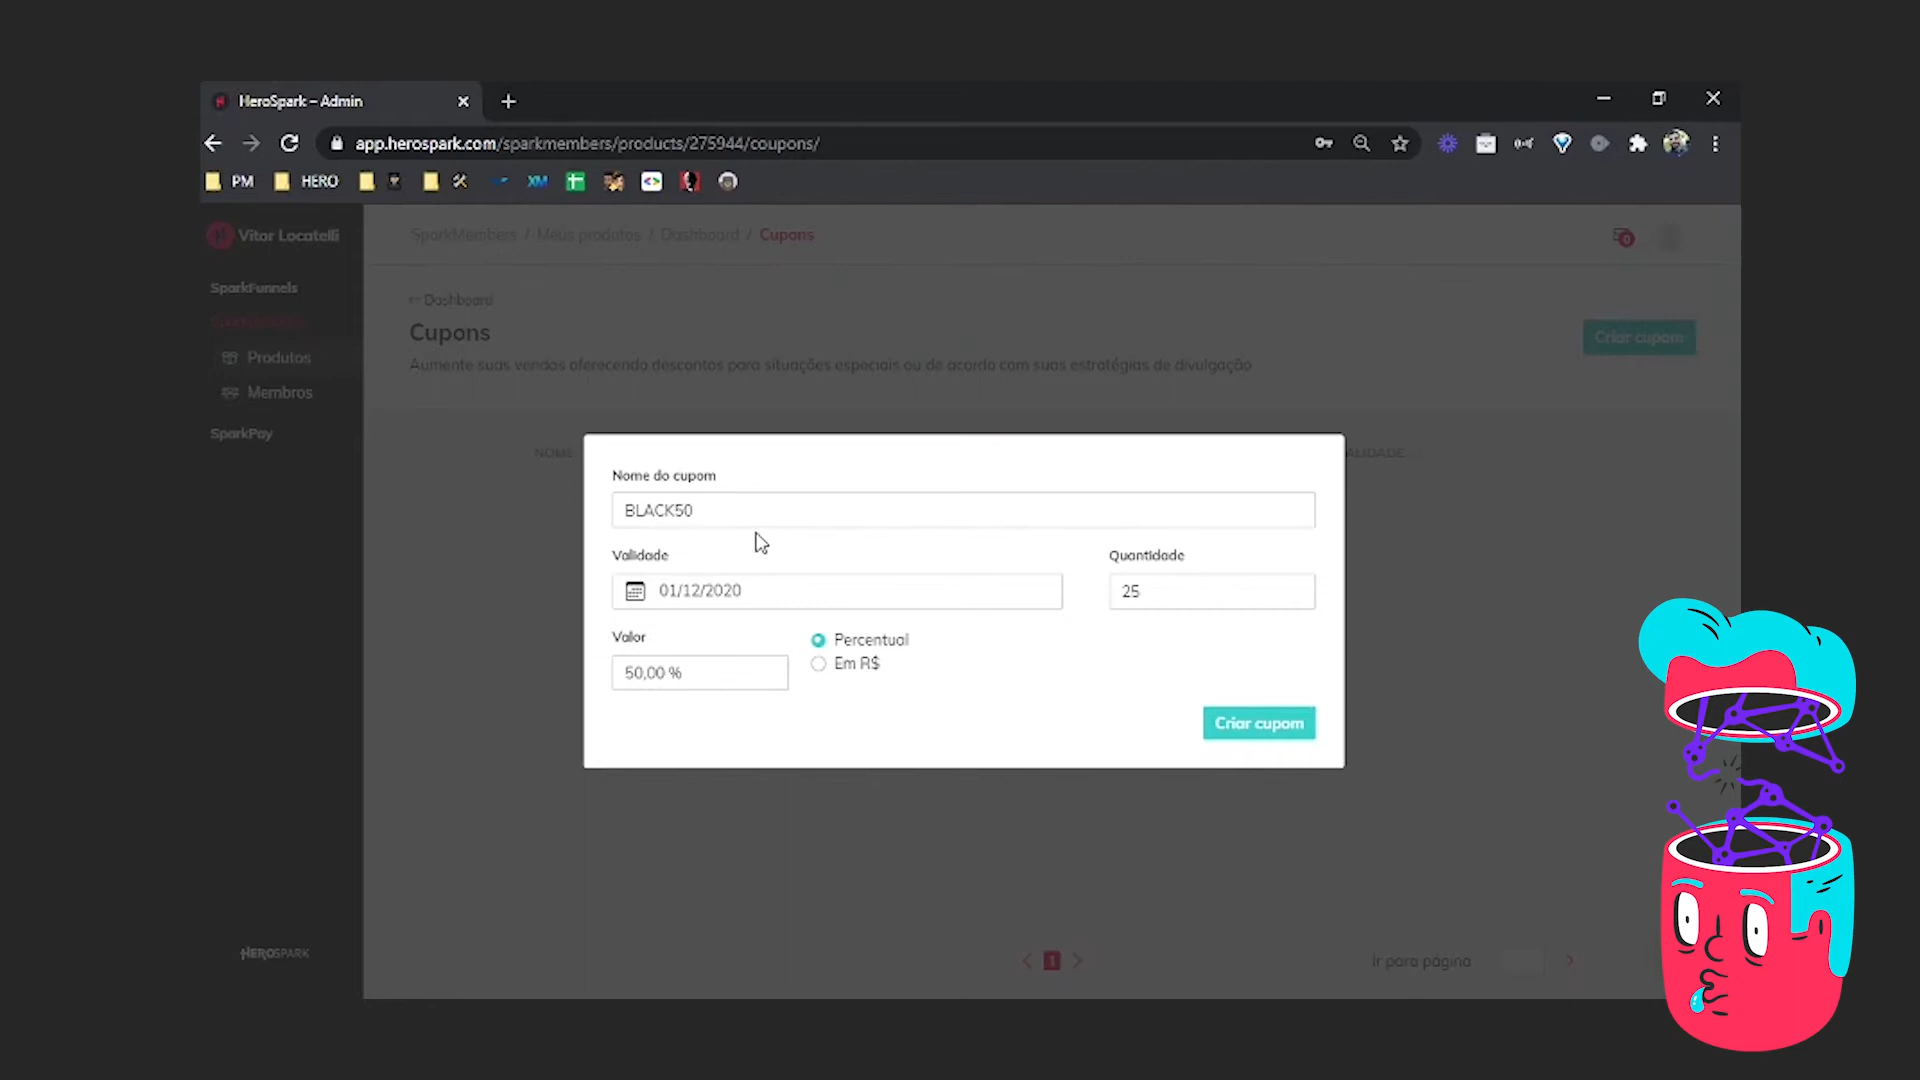 HeroSpark – Admin
app.herospark.com/sparkmembers/products/275944/coupons/
PM
HERO
XM
Vitor Locatelli
SparkMembers / Meus produtos / Dashboard / Cupons
0
SparkFunnels
← Dashboard
Cupons
Criar cupom
Produtos
Aumente suas vendas oferecendo descontos para situações especiais ou de acordo com suas estratégias de divulgação
Membros
SparkPay
NOME
ALIDADE
Nome do cupom
BLACK50
Validade
Quantidade
01/12/2020
25
Valor
Percentual
Em R$
50,00 %
Criar cupom
HEROSPARK
1
Ir para página